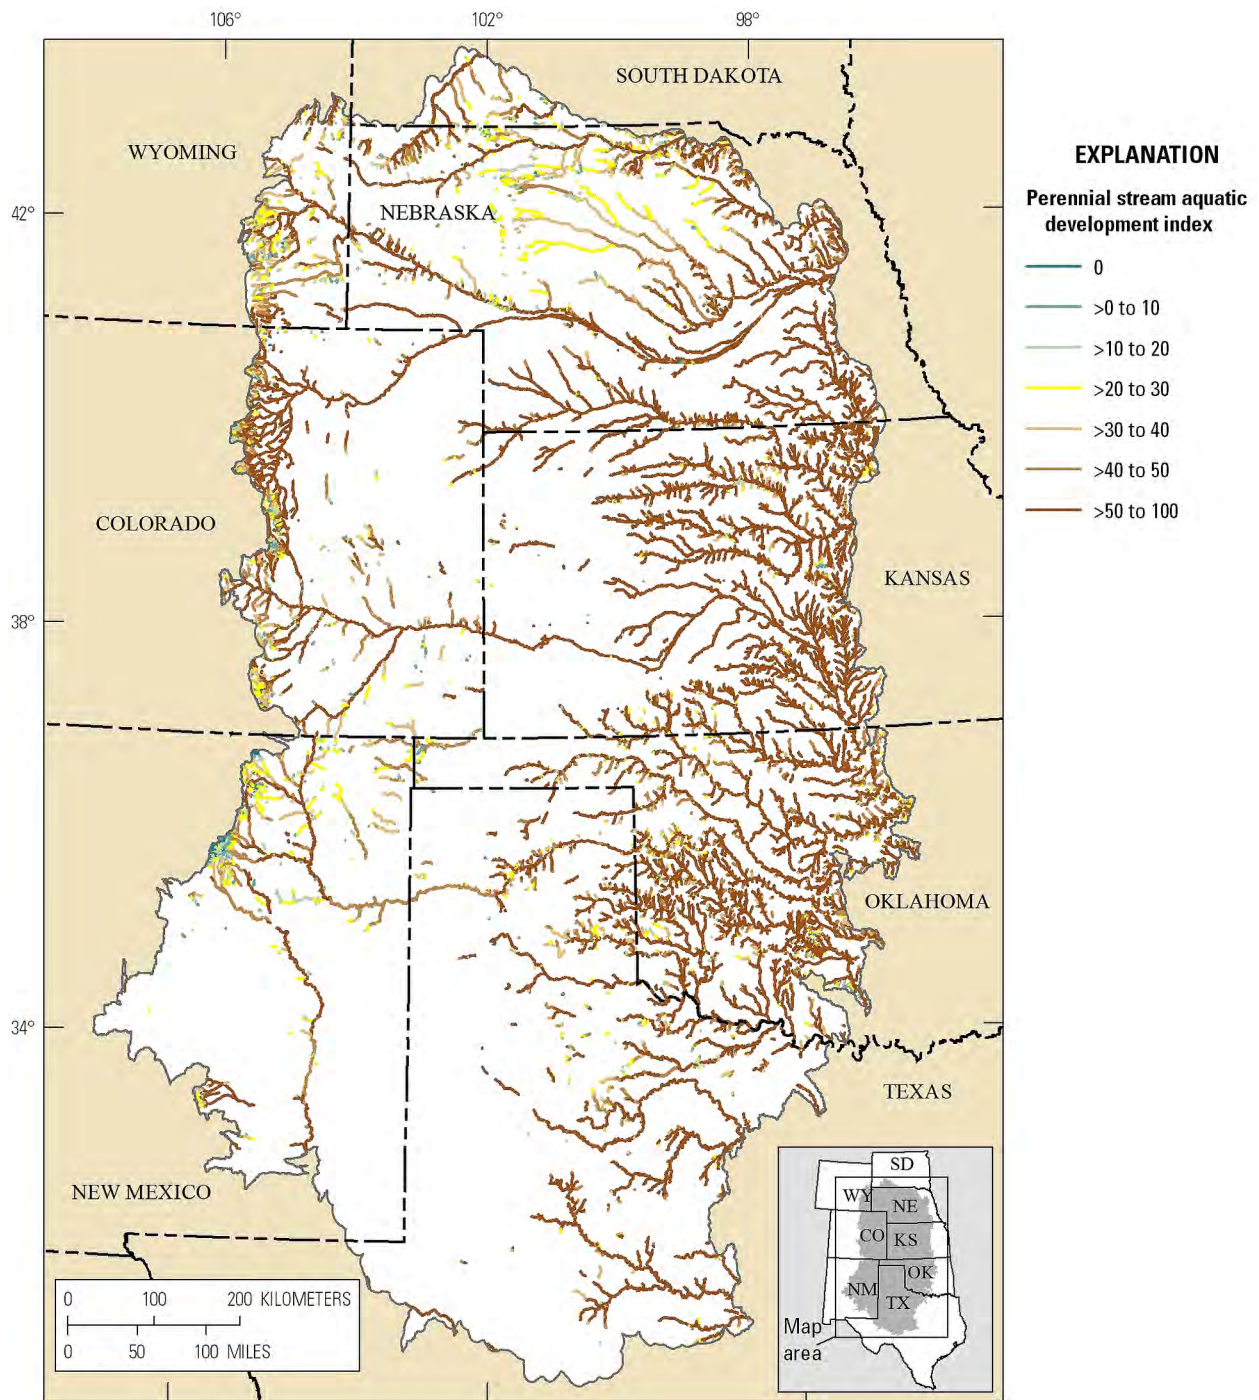 106°
102°
98°
SOUTH DAKOTA
WYOMING
NEBRASKA
42°
COLORADO
KANSAS
38°
OKLAHOMA
34°
TEXAS
NEW MEXICO
EXPLANATION
Perennial stream aquatic
development index
0
>0 to 10
>10 to 20
>20 to 30
>30 to 40
>40 to 50
>50 to 100
0 100 200 KILOMETERS
0 50 100 MILES
SD
WY
NE
CO
KS
OK
NM
TX
Map
area